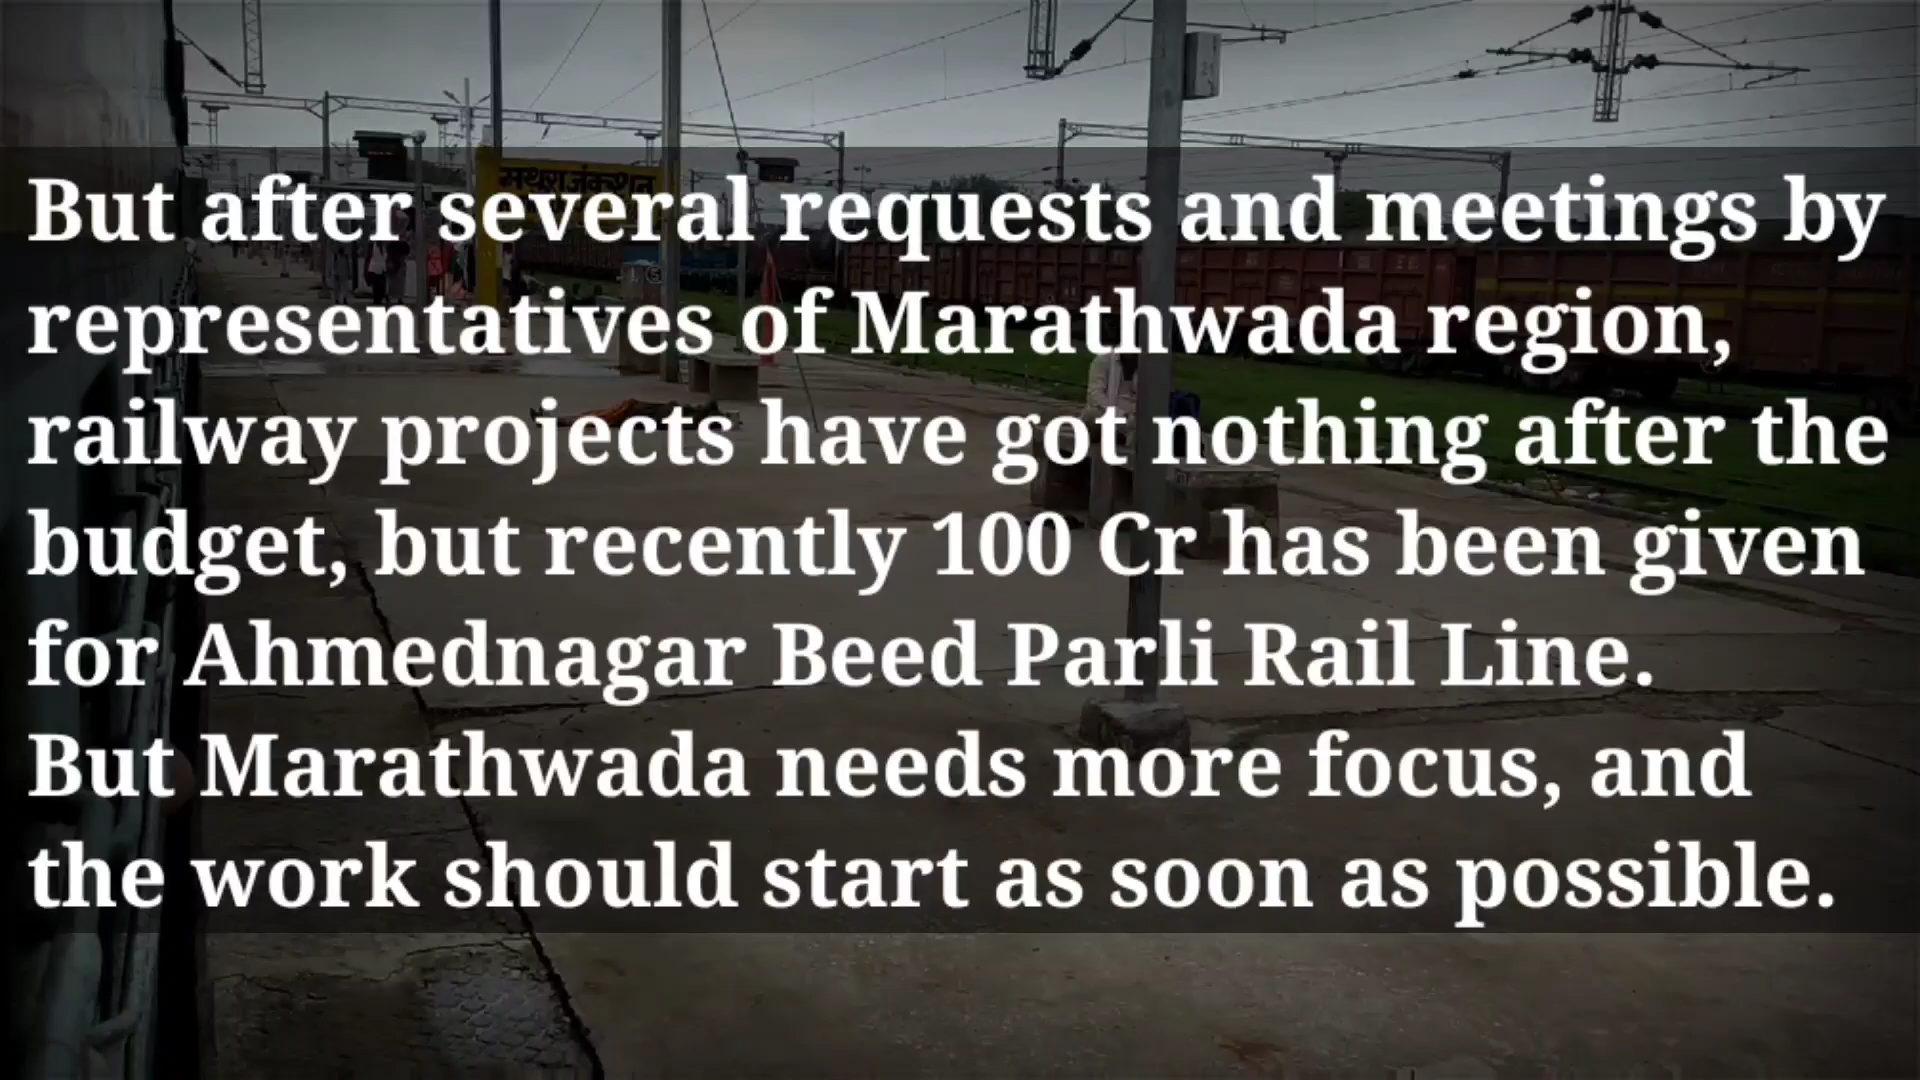 मथुरा जंक्शन
But after several requests and meetings by
representatives of Marathwada region,
railway projects have got nothing after the
budget, but recently 100 Cr has been given
for Ahmednagar Beed Parli Rail Line.
But Marathwada needs more focus, and
the work should start as soon as possible.